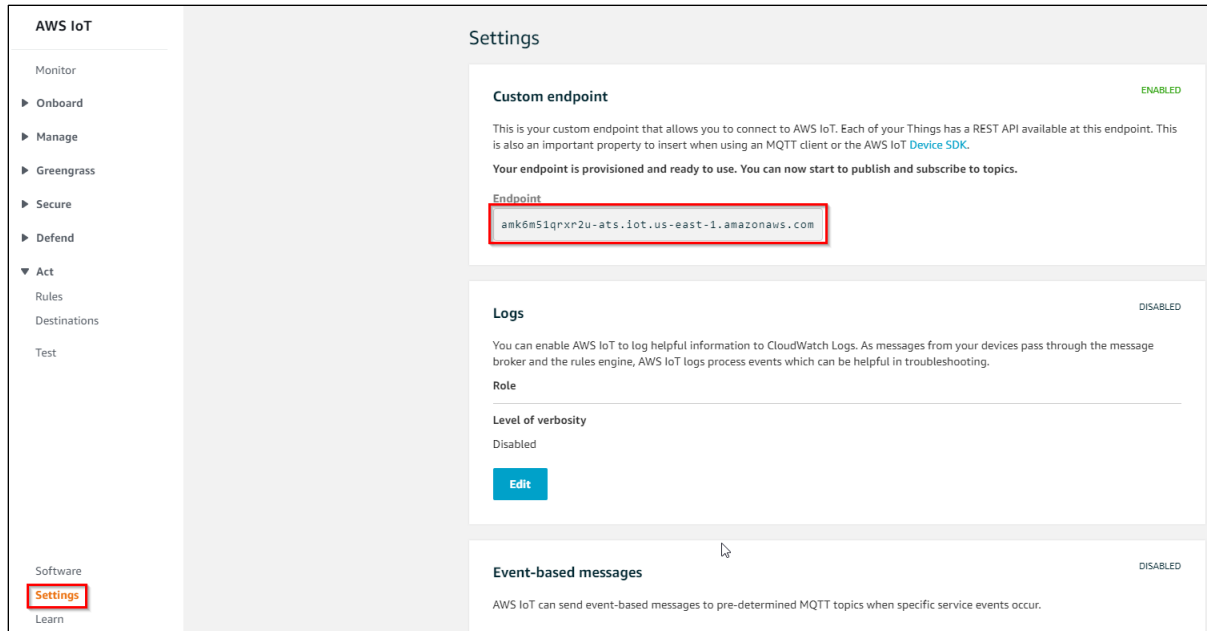 AWS IoT
Monitor
Onboard
Manage
Greengrass
Secure
Defend
Act
Rules
Destinations
Test
Software
Settings
Learn
Settings
Custom endpoint
ENABLED
This is your custom endpoint that allows you to connect to AWS IoT. Each of your Things has a REST API available at this endpoint. This
is also an important property to insert when using an MQTT client or the AWS IoT Device SDK.
Your endpoint is provisioned and ready to use. You can now start to publish and subscribe to topics.
Endpoint
amk6m51qrxr2u-ats.iot.us-east-1.amazonaws.com
Logs
DISABLED
You can enable AWS IoT to log helpful information to CloudWatch Logs. As messages from your devices pass through the message
broker and the rules engine, AWS IoT logs process events which can be helpful in troubleshooting.
Role
Level of verbosity
Disabled
Edit
Event-based messages
DISABLED
AWS IoT can send event-based messages to pre-determined MQTT topics when specific service events occur.